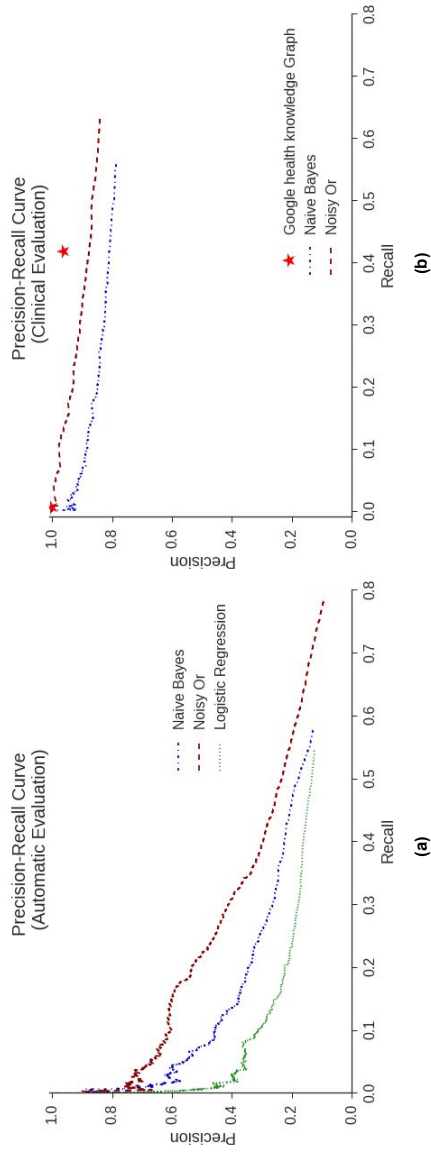 Precision-Recall Curve
(Automatic Evaluation)
1.0
0.8
0.6
0.4
0.2
0.0
Precision
0.0
0.1
0.2
0.3
0.4
0.5
0.6
0.7
0.8
Recall
Naive Bayes
Noisy Or
Logistic Regression
(a)
Precision-Recall Curve
(Clinical Evaluation)
1.0
0.8
0.6
0.4
0.2
0.0
Precision
0.0
0.1
0.2
0.3
0.4
0.5
0.6
0.7
0.8
Recall
Google health knowledge Graph
Naive Bayes
Noisy Or
(b)